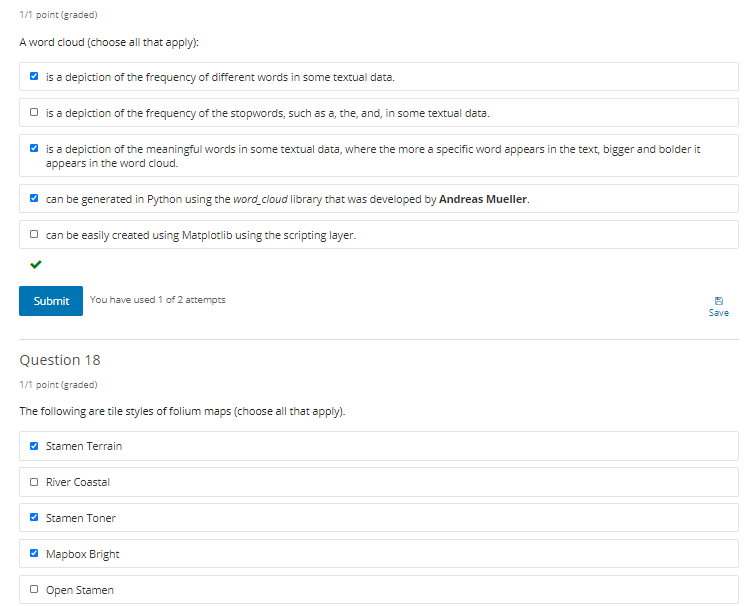 1/1 point (graded)
A word cloud (choose all that apply):
is a depiction of the frequency of different words in some textual data.
is a depiction of the frequency of the stopwords, such as a, the, and, in some textual data.
is a depiction of the meaningful words in some textual data, where the more a specific word appears in the text, bigger and bolder it
appears in the word cloud.
can be generated in Python using the word_cloud library that was developed by Andreas Mueller.
can be easily created using Matplotlib using the scripting layer.
Submit You have used 1 of 2 attempts
Save
Question 18
1/1 point (graded)
The following are tile styles of folium maps (choose all that apply).
Stamen Terrain
River Coastal
Stamen Toner
Mapbox Bright
Open Stamen